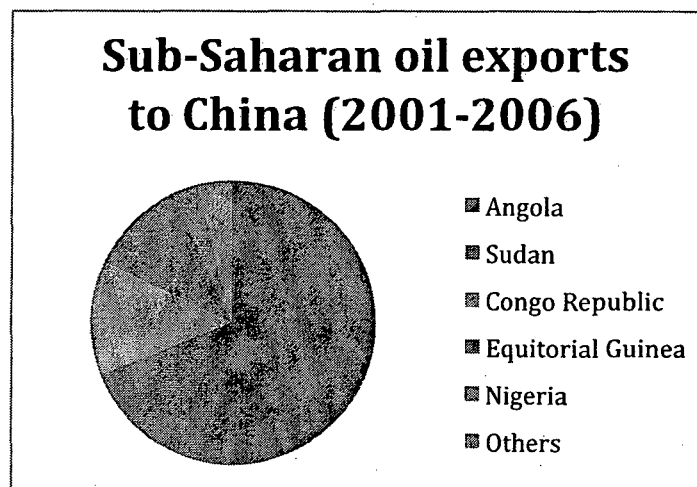 Sub-Saharan oil exports
to China (2001-2006)
Angola
Sudan
Congo Republic
Equitorial Guinea
Nigeria
Others